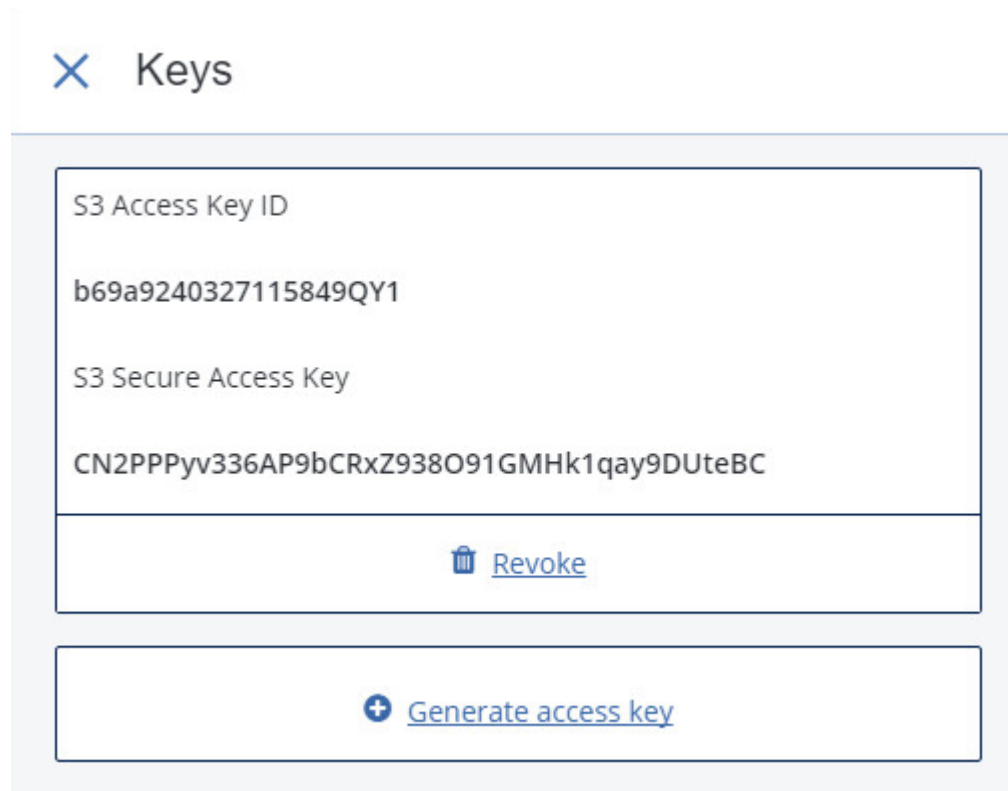 Keys
S3 Access Key ID
b69a9240327115849QY1
S3 Secure Access Key
CN2PPPyv336AP9bCRxZ938O91GMHk1qay9DUteBC
Revoke
Generate access key